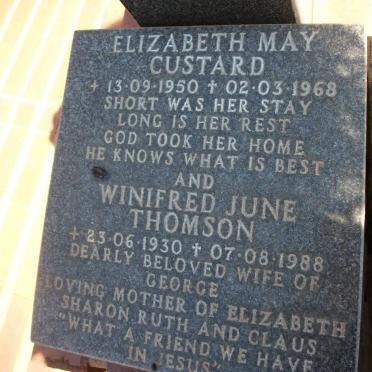 ELIZABETH MAY
CUSTARD
+ 13·09·1950 ✝ 02·03·1968
SHORT WAS HER STAY
LONG IS HER REST
GOD TOOK HER HOME
HE KNOWS WHAT IS BEST
AND
WINIFRED JUNE
THOMSON
+ 23·06·1930 ✝ 07·08·1988
DEARLY BELOVED WIFE OF
GEORGE
LOVING MOTHER OF ELIZABETH
SHARON RUTH AND CLAUS
"WHAT A FRIEND WE HAVE
IN JESUS"